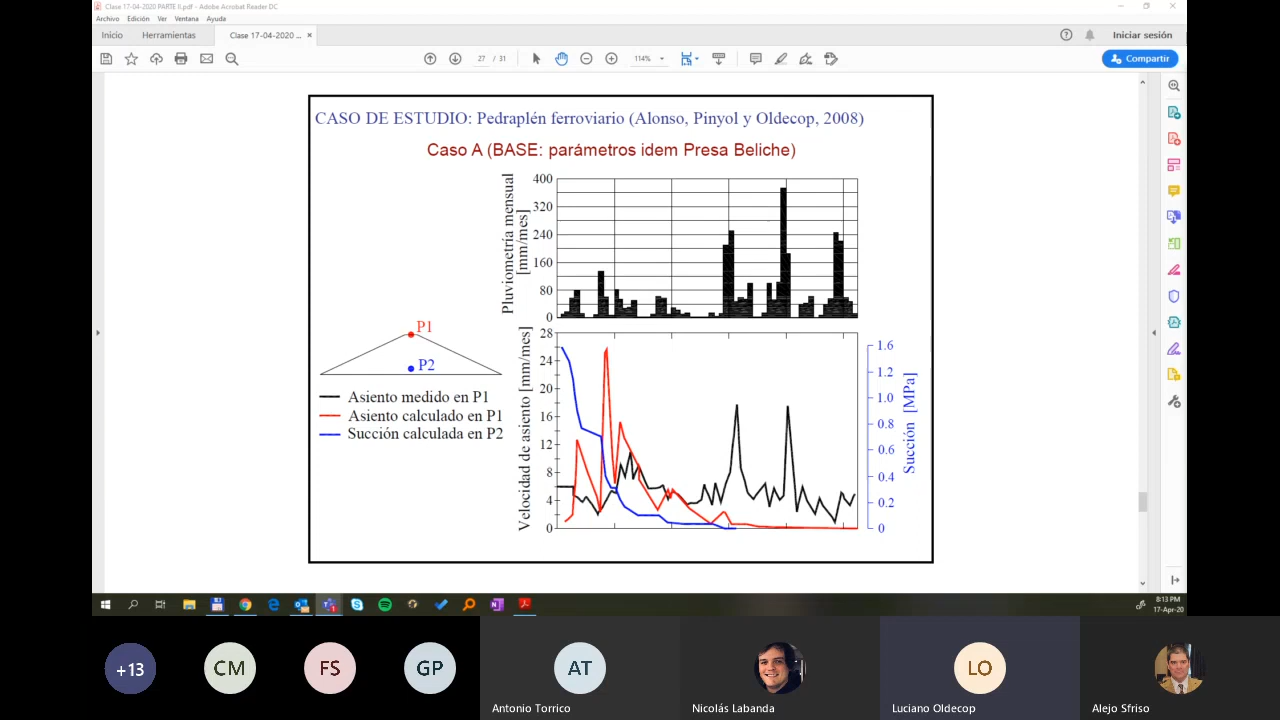 Clase 17-04-2020 PARTE II.pdf - Adobe Acrobat Reader DC
Archivo Edición Ver Ventana Ayuda
Inicio Herramientas Clase 17-04-2020 ... × Iniciar sesión
27 / 31 114% Compartir
CASO DE ESTUDIO: Pedraplén ferroviario (Alonso, Pinyol y Oldecop, 2008)
Caso A (BASE: parámetros idem Presa Beliche)
Pluviometría mensual
[mm/mes]
400
320
240
160
80
0
P1
P2
Asiento medido en P1
Asiento calculado en P1
Succión calculada en P2
Velocidad de asiento [mm/mes]
28
24
20
16
12
8
4
0
1.6
1.2
1.0
0.8
0.6
0.4
0.2
0
Succión [MPa]
8:13 PM
17-Apr-20
+13 CM FS GP AT LO
Antonio Torrico Nicolás Labanda Luciano Oldecop Alejo Sfriso